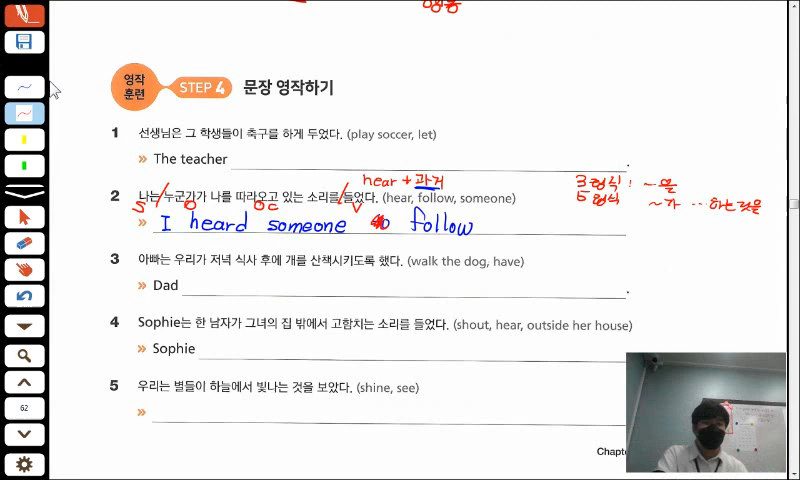 영작
훈련
STEP 4 문장 영작하기
1 선생님은 그 학생들이 축구를 하게 두었다. (play soccer, let)
» The teacher .
hear + 과거
3형식 : ~을
2 나는 누군가가 나를 따라오고 있는 소리를 들었다. (hear, follow, someone)
5형식 ~가 ...하는것을
S O OC V
» I heard someone follow
3 아빠는 우리가 저녁 식사 후에 개를 산책시키도록 했다. (walk the dog, have)
» Dad .
4 Sophie는 한 남자가 그녀의 집 밖에서 고함치는 소리를 들었다. (shout, hear, outside her house)
» Sophie
5 우리는 별들이 하늘에서 빛나는 것을 보았다. (shine, see)
»
62